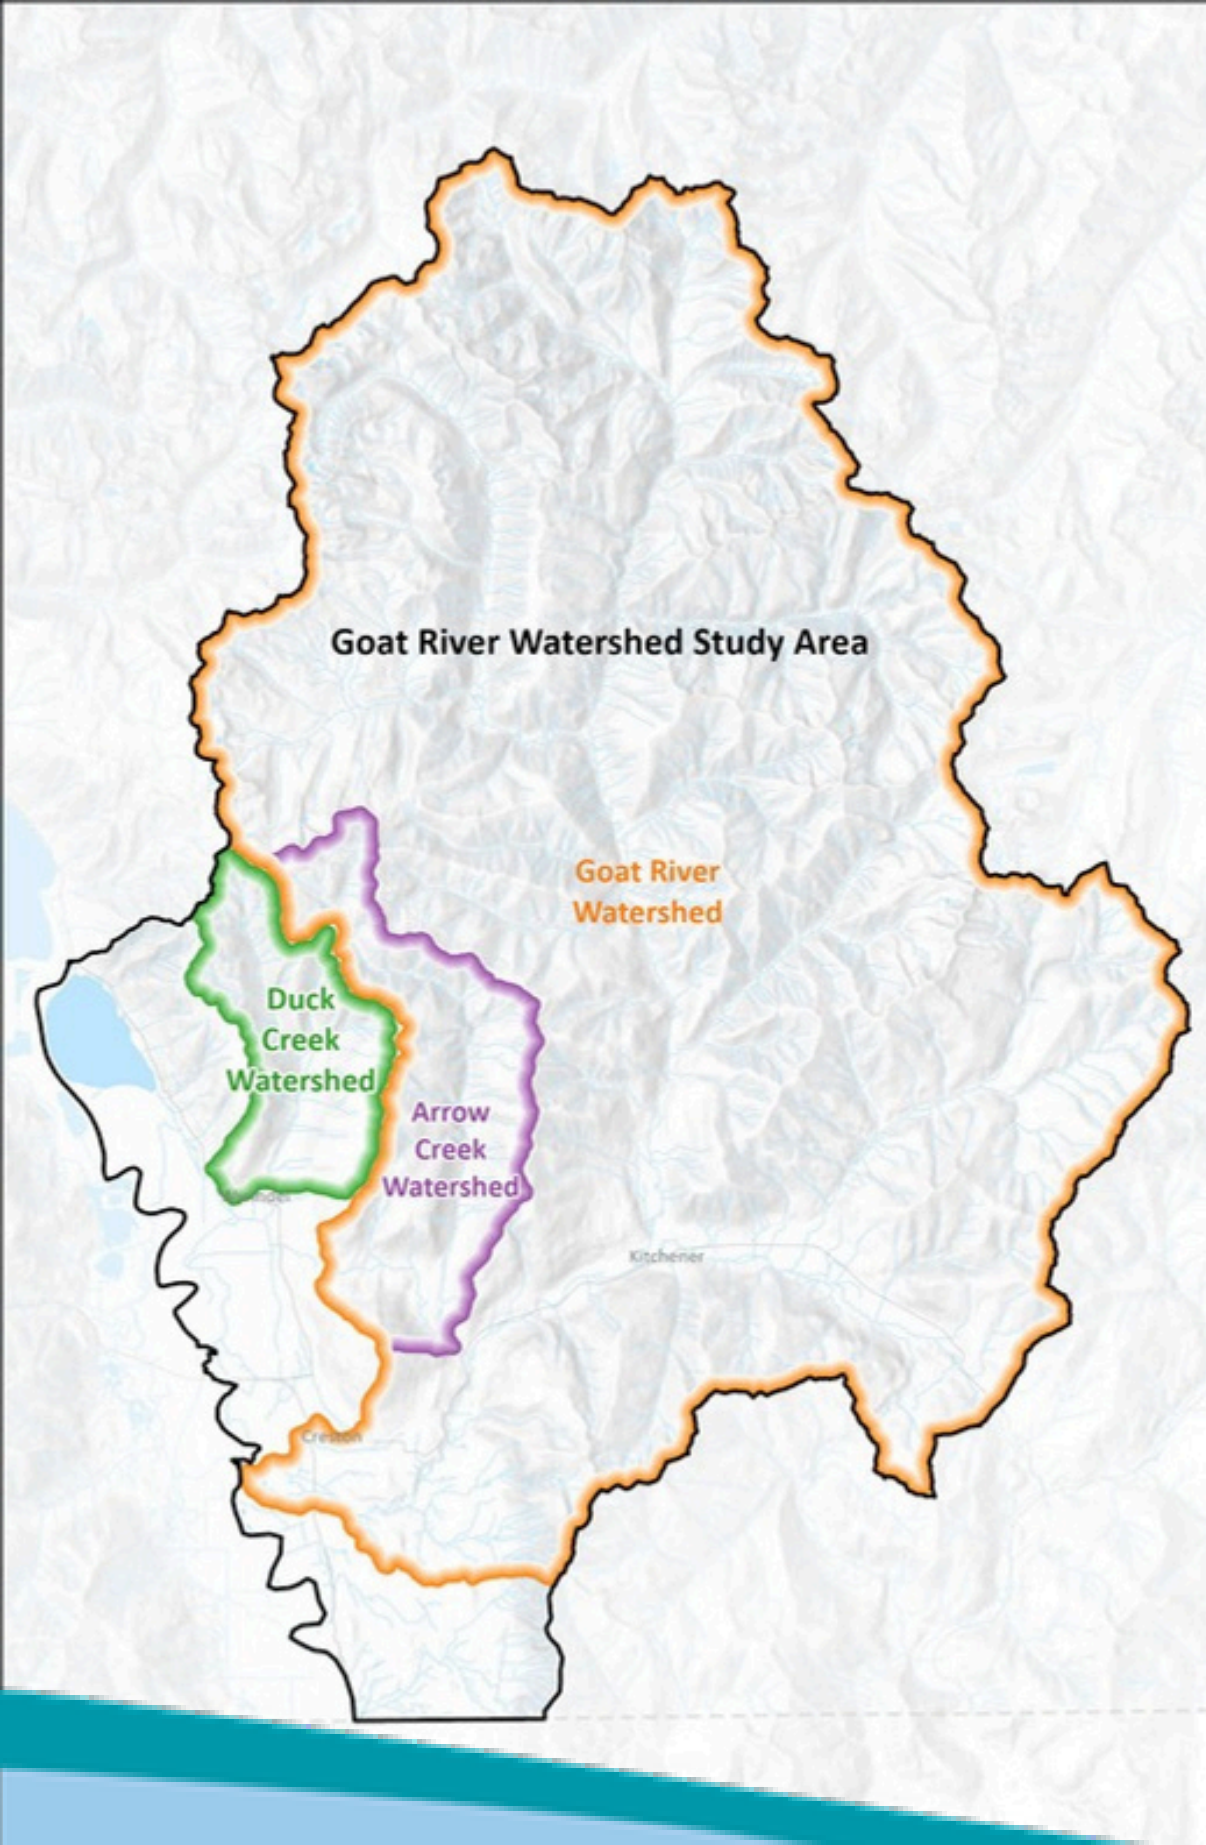 Goat River Watershed Study Area
Goat River
Watershed
Duck
Creek
Watershed
Arrow
Creek
Watershed
Kitchener
Creston